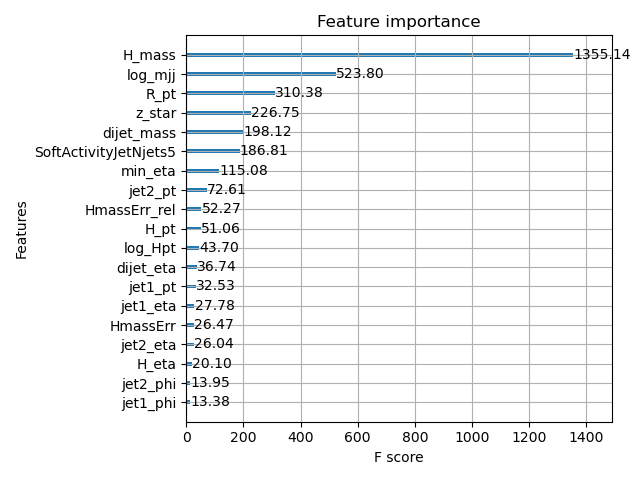 Feature importance
H_mass 1355.14
log_mjj 523.80
R_pt 310.38
z_star 226.75
dijet_mass 198.12
SoftActivityJetNjets5 186.81
min_eta 115.08
jet2_pt 72.61
HmassErr_rel 52.27
H_pt 51.06
log_Hpt 43.70
dijet_eta 36.74
jet1_pt 32.53
jet1_eta 27.78
HmassErr 26.47
jet2_eta 26.04
H_eta 20.10
jet2_phi 13.95
jet1_phi 13.38
Features
0 200 400 600 800 1000 1200 1400
F score